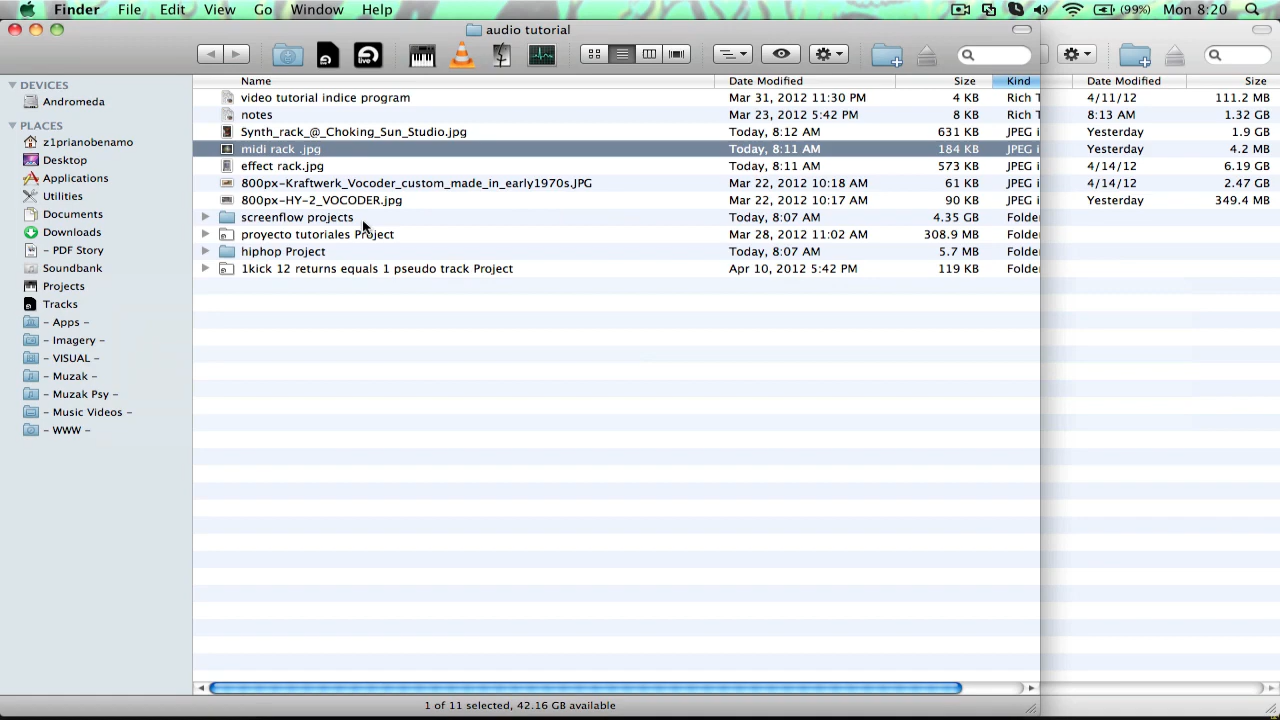 Finder File Edit View Go Window Help (99%) Mon 8:20
audio tutorial
live
Name Date Modified Size Kind Date Modified Size
DEVICES
Andromeda
PLACES
z1prianobenamo
Desktop
Applications
Utilities
Documents
Downloads
- PDF Story
Soundbank
Projects
Tracks
- Apps -
- Imagery -
- VISUAL -
- Muzak -
- Muzak Psy -
- Music Videos -
- WWW -
video tutorial indice program Mar 31, 2012 11:30 PM 4 KB Rich T 4/11/12 111.2 MB
notes Mar 23, 2012 5:42 PM 8 KB Rich T 8:13 AM 1.32 GB
Synth_rack_@_Choking_Sun_Studio.jpg Today, 8:12 AM 631 KB JPEG i Yesterday 1.9 GB
midi rack .jpg Today, 8:11 AM 184 KB JPEG i Yesterday 4.2 MB
effect rack.jpg Today, 8:11 AM 573 KB JPEG i 4/14/12 6.19 GB
800px-Kraftwerk_Vocoder_custom_made_in_early1970s.JPG Mar 22, 2012 10:18 AM 61 KB JPEG i 4/14/12 2.47 GB
800px-HY-2_VOCODER.jpg Mar 22, 2012 10:17 AM 90 KB JPEG i Yesterday 349.4 MB
screenflow projects Today, 8:07 AM 4.35 GB Folde
proyecto tutoriales Project Mar 28, 2012 11:02 AM 308.9 MB Folde
hiphop Project Today, 8:07 AM 5.7 MB Folde
1kick 12 returns equals 1 pseudo track Project Apr 10, 2012 5:42 PM 119 KB Folde
1 of 11 selected, 42.16 GB available